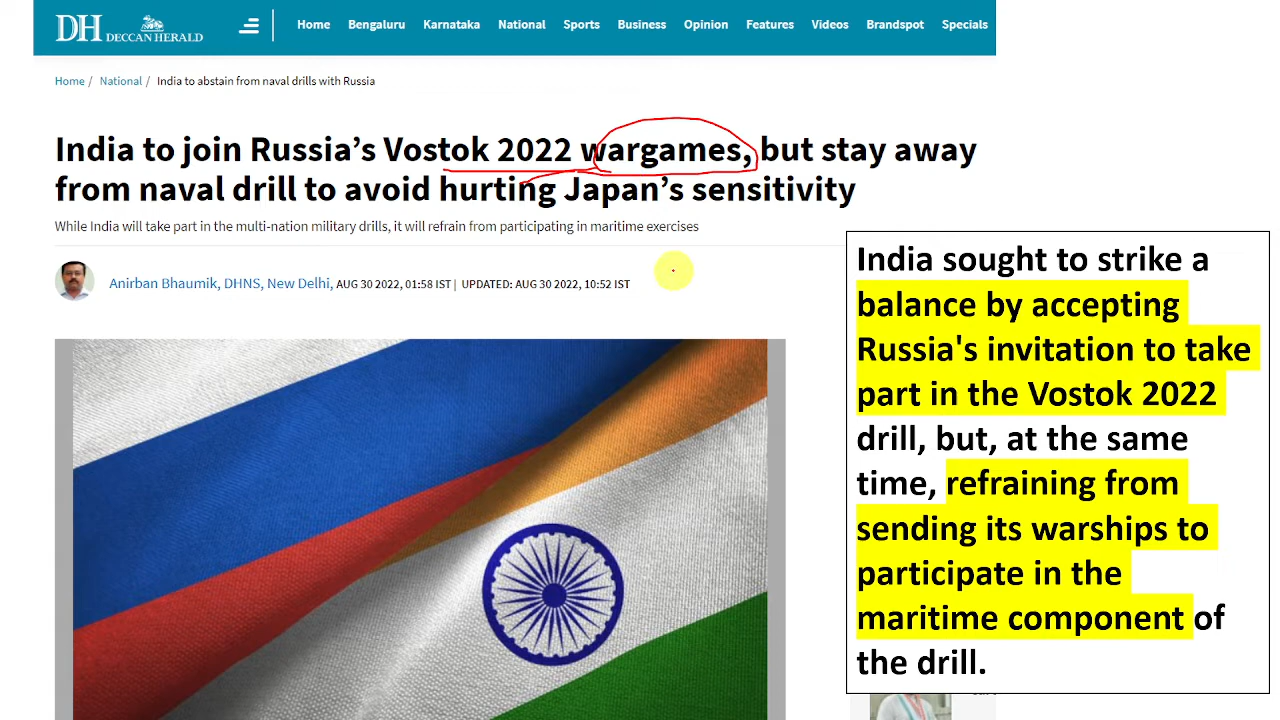 DH DECCAN HERALD
Home Bengaluru Karnataka National Sports Business Opinion Features Videos Brandspot Specials
Home / National / India to abstain from naval drills with Russia
India to join Russia's Vostok 2022 wargames, but stay away
from naval drill to avoid hurting Japan's sensitivity
While India will take part in the multi-nation military drills, it will refrain from participating in maritime exercises
Anirban Bhaumik, DHNS, New Delhi, AUG 30 2022, 01:58 IST | UPDATED: AUG 30 2022, 10:52 IST
India sought to strike a
balance by accepting
Russia's invitation to take
part in the Vostok 2022
drill, but, at the same
time, refraining from
sending its warships to
participate in the
maritime component of
the drill.